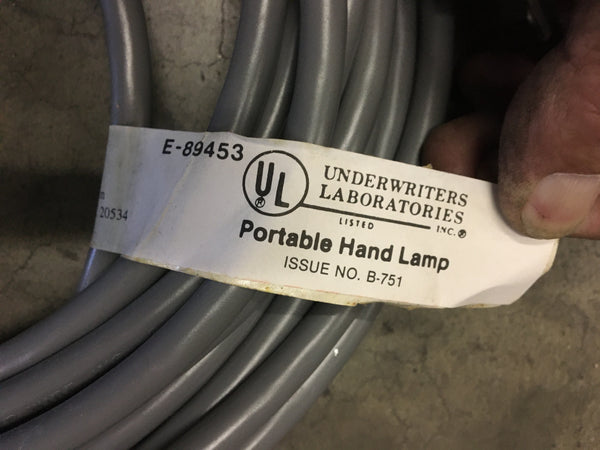 E-89453
UL®
UNDERWRITERS
LABORATORIES
LISTED INC.®
Portable Hand Lamp
ISSUE NO. B-751
20534